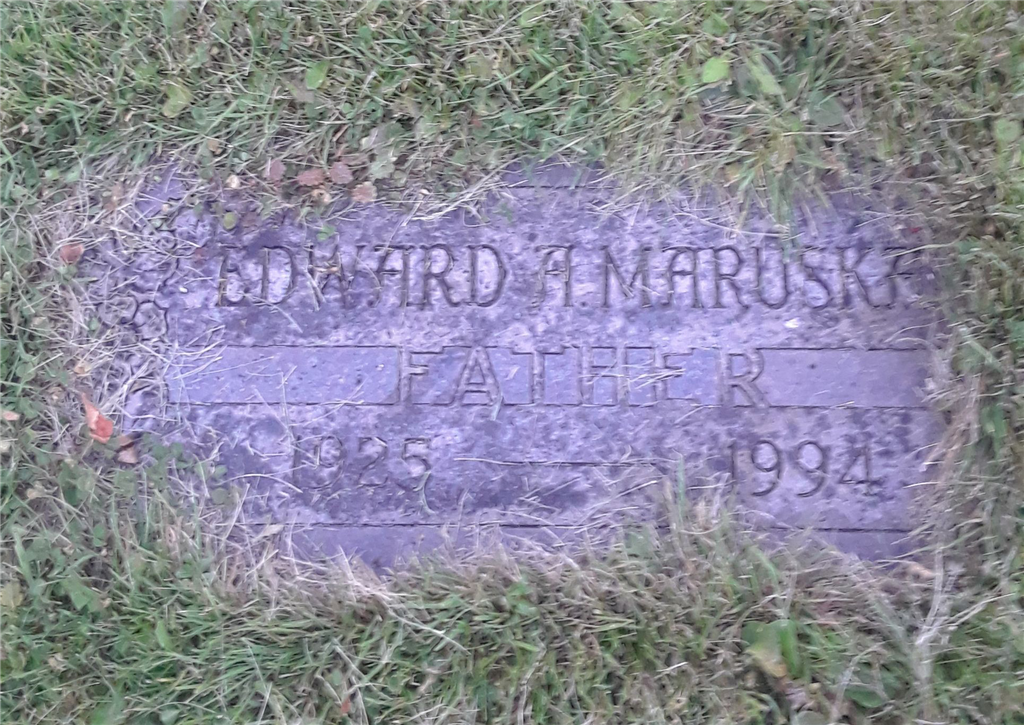 EDWARD A. MARUSKA
FATHER
1925 — 1994